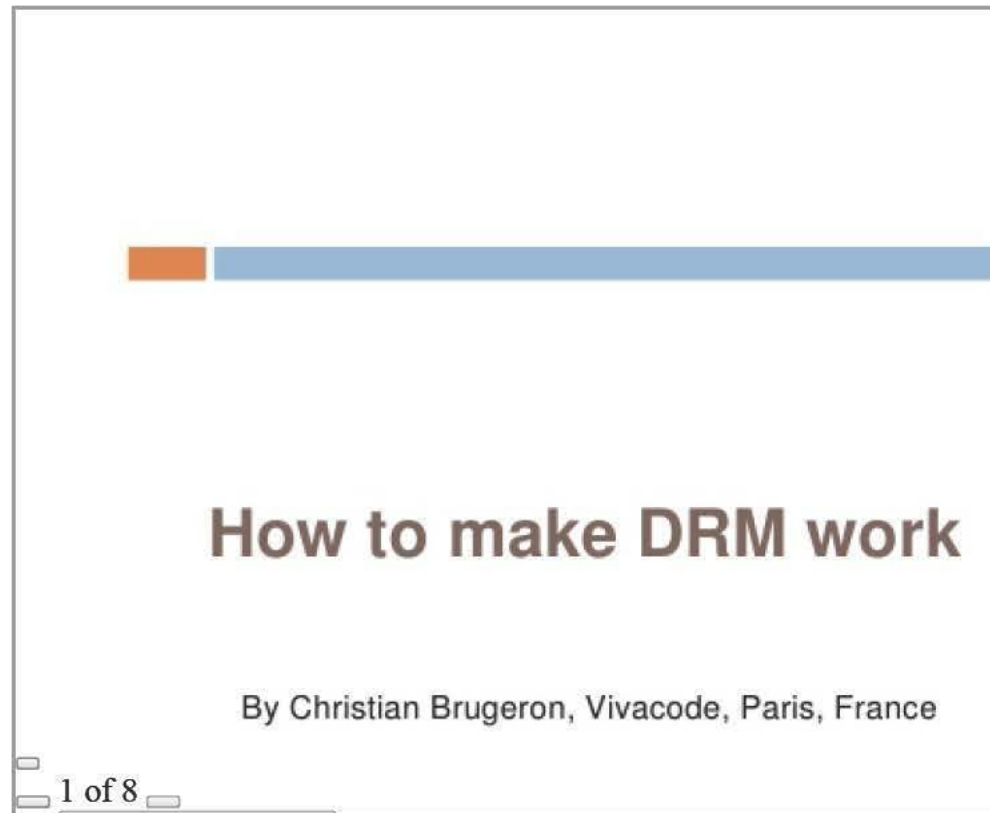 How to make DRM work
By Christian Brugeron, Vivacode, Paris, France
1 of 8